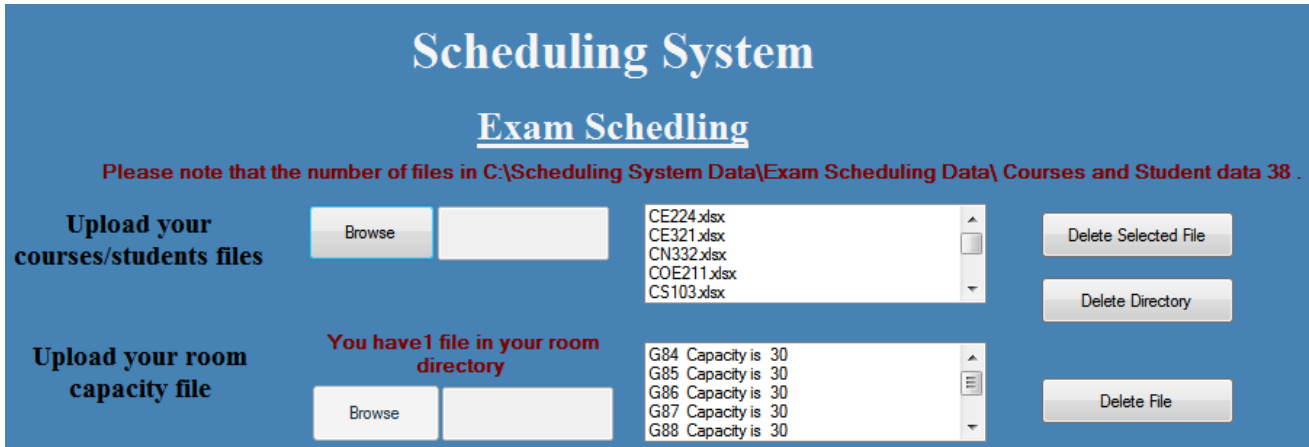 Scheduling System
Exam Schedling
Please note that the number of files in C:\Scheduling System Data\Exam Scheduling Data\ Courses and Student data 38 .
Upload your
courses/students files
Browse
CE224.xlsx
CE321.xlsx
CN332.xlsx
COE211.xlsx
CS103.xlsx
Delete Selected File
Delete Directory
Upload your room
capacity file
You have1 file in your room
directory
Browse
G84 Capacity is 30
G85 Capacity is 30
G86 Capacity is 30
G87 Capacity is 30
G88 Capacity is 30
Delete File